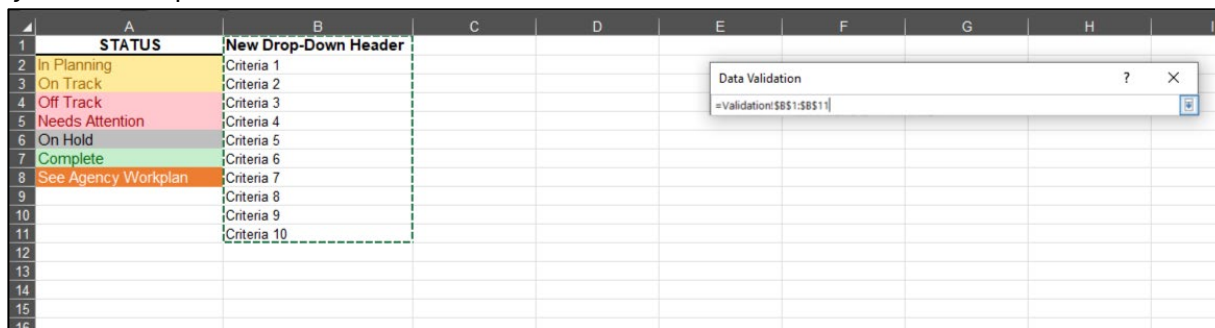 A B C D E F G H I
1 STATUS New Drop-Down Header
2 In Planning Criteria 1
3 On Track Criteria 2
4 Off Track Criteria 3
5 Needs Attention Criteria 4
6 On Hold Criteria 5
7 Complete Criteria 6
8 See Agency Workplan Criteria 7
9 Criteria 8
10 Criteria 9
11 Criteria 10
12
13
14
15
16
Data Validation ? ×
=Validation!$B$1:$B$11